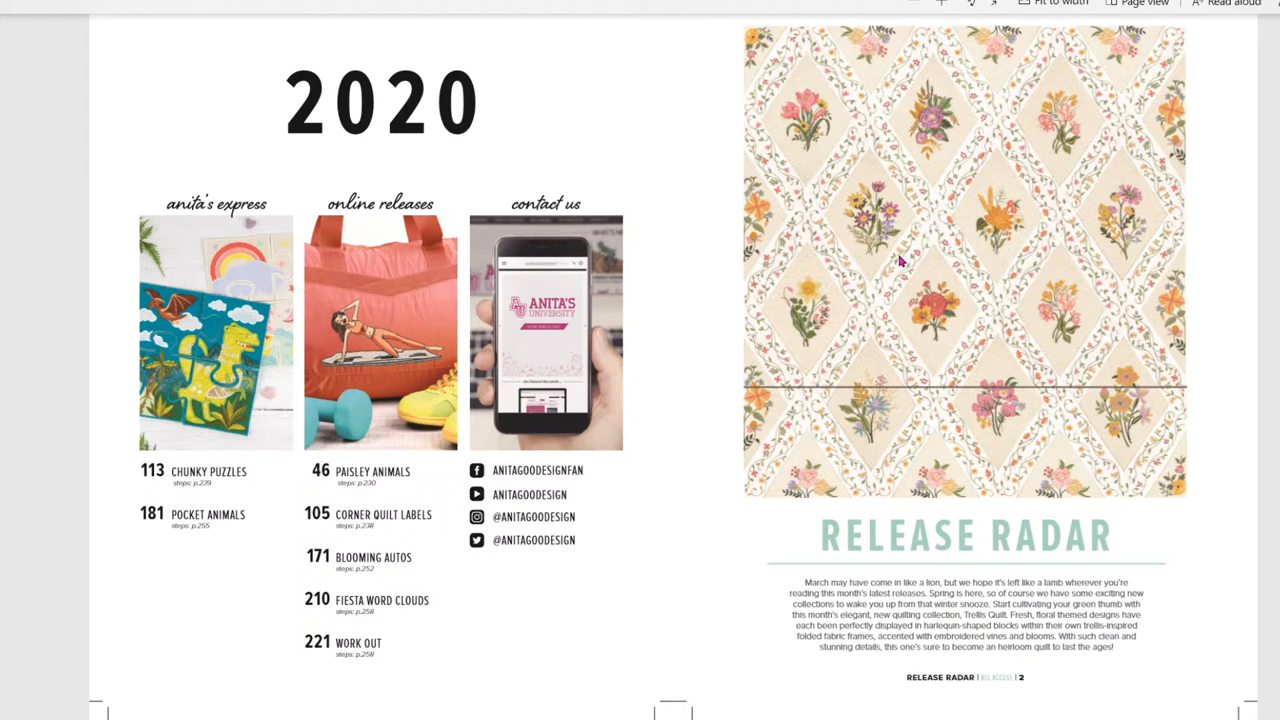 Fit to width
Page view
Read aloud
2020
anita's express
113 CHUNKY PUZZLES
steps: p.239
181 POCKET ANIMALS
steps: p.255
online releases
46 PAISLEY ANIMALS
steps: p.230
105 CORNER QUILT LABELS
steps: p.238
171 BLOOMING AUTOS
steps: p.252
210 FIESTA WORD CLOUDS
steps: p.258
221 WORK OUT
steps: p.258
contact us
AU ANITA'S
UNIVERSITY
ANITAGOODESIGNFAN
ANITAGOODESIGN
@ANITAGOODESIGN
@ANITAGOODESIGN
RELEASE RADAR
March may have come in like a lion, but we hope it's left like a lamb wherever you're
reading this month's latest releases. Spring is here, so of course we have some exciting new
collections to wake you up from that winter snooze. Start cultivating your green thumb with
this month's elegant, new quilting collection, Trellis Quilt. Fresh, floral themed designs have
each been perfectly displayed in harlequin-shaped blocks within their own trellis-inspired
folded fabric frames, accented with embroidered vines and blooms. With such clean and
stunning details, this one's sure to become an heirloom quilt to last the ages!
RELEASE RADAR | ALL ACCESS | 2